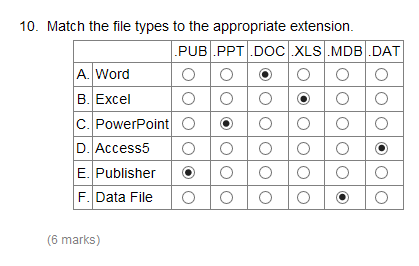 10. Match the file types to the appropriate extension.
.PUB .PPT .DOC .XLS .MDB .DAT
A. Word
B. Excel
C. PowerPoint
D. Access5
E. Publisher
F. Data File
(6 marks)